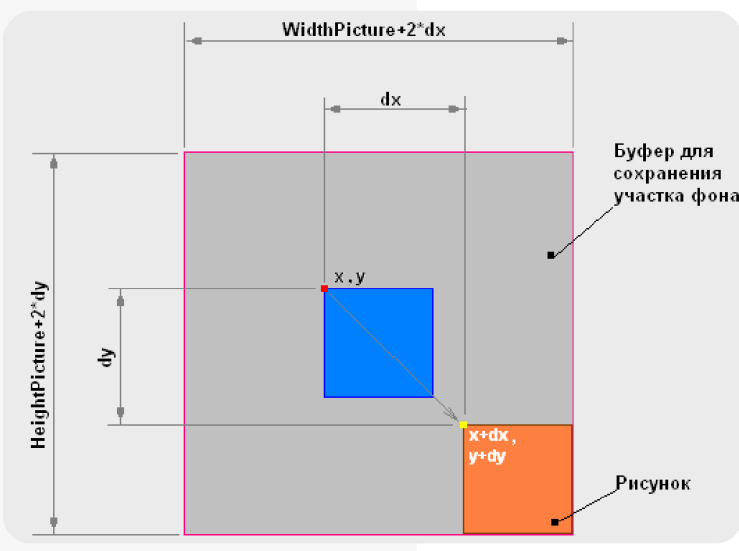 WidthPicture+2*dx
dx
Буфер для
сохранения
участка фона
x,y
HeightPicture+2*dy
dy
x+dx,
y+dy
Рисунок